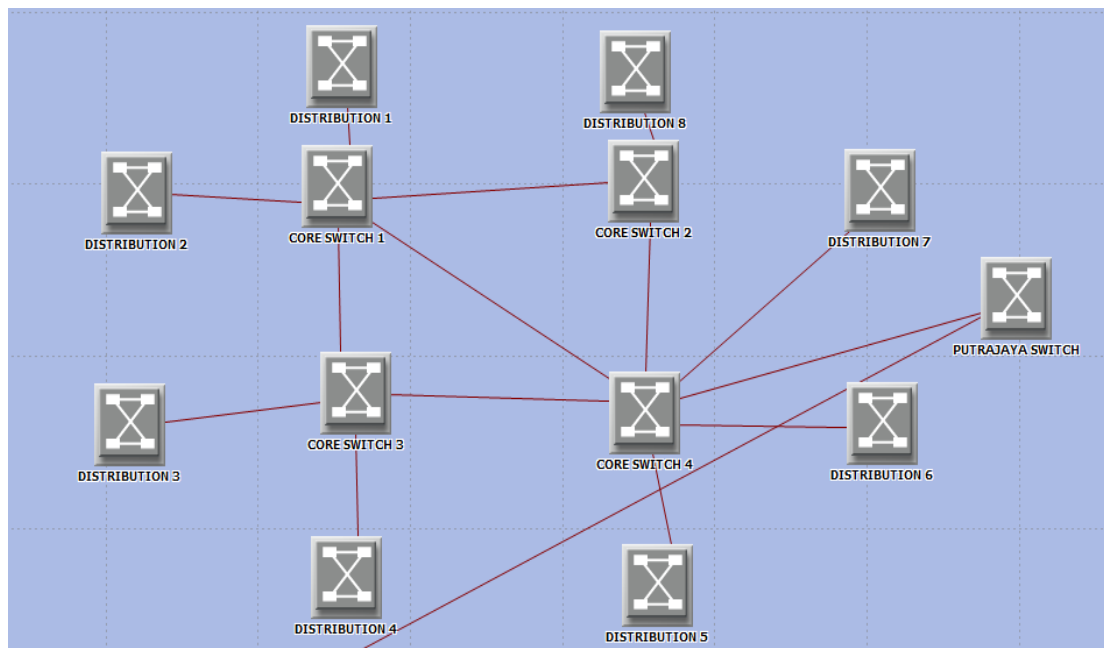 DISTRIBUTION 1
DISTRIBUTION 8
DISTRIBUTION 2
CORE SWITCH 1
CORE SWITCH 2
DISTRIBUTION 7
PUTRAJAYA SWITCH
DISTRIBUTION 3
CORE SWITCH 3
CORE SWITCH 4
DISTRIBUTION 6
DISTRIBUTION 4
DISTRIBUTION 5